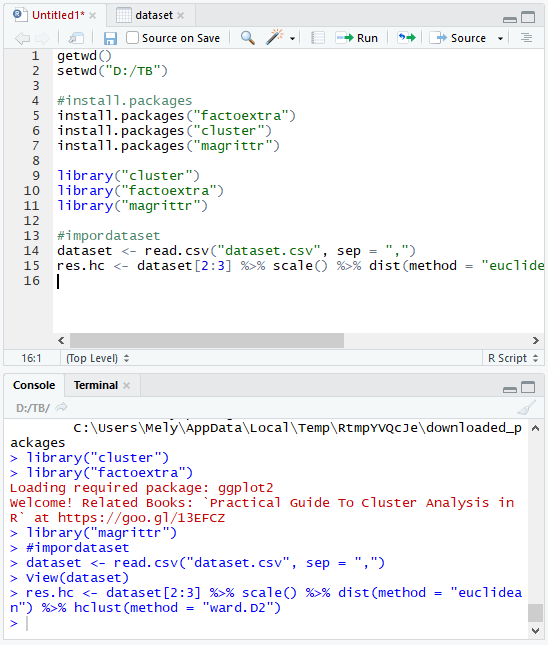 Untitled1* × dataset ×
Source on Save Run Source
1 getwd()
2 setwd("D:/TB")
3
4 #install.packages
5 install.packages("factoextra")
6 install.packages("cluster")
7 install.packages("magrittr")
8
9 library("cluster")
10 library("factoextra")
11 library("magrittr")
12
13 #impordataset
14 dataset <- read.csv("dataset.csv", sep = ",")
15 res.hc <- dataset[2:3] %>% scale() %>% dist(method = "euclide
16
16:1 (Top Level) R Script
Console Terminal ×
D:/TB/
C:\Users\Mely\AppData\Local\Temp\RtmpYVQcJe\downloaded_p
ackages
> library("cluster")
> library("factoextra")
Loading required package: ggplot2
Welcome! Related Books: `Practical Guide To Cluster Analysis in
R` at https://goo.gl/13EFCZ
> library("magrittr")
> #impordataset
> dataset <- read.csv("dataset.csv", sep = ",")
> View(dataset)
> res.hc <- dataset[2:3] %>% scale() %>% dist(method = "euclidea
n") %>% hclust(method = "ward.D2")
>